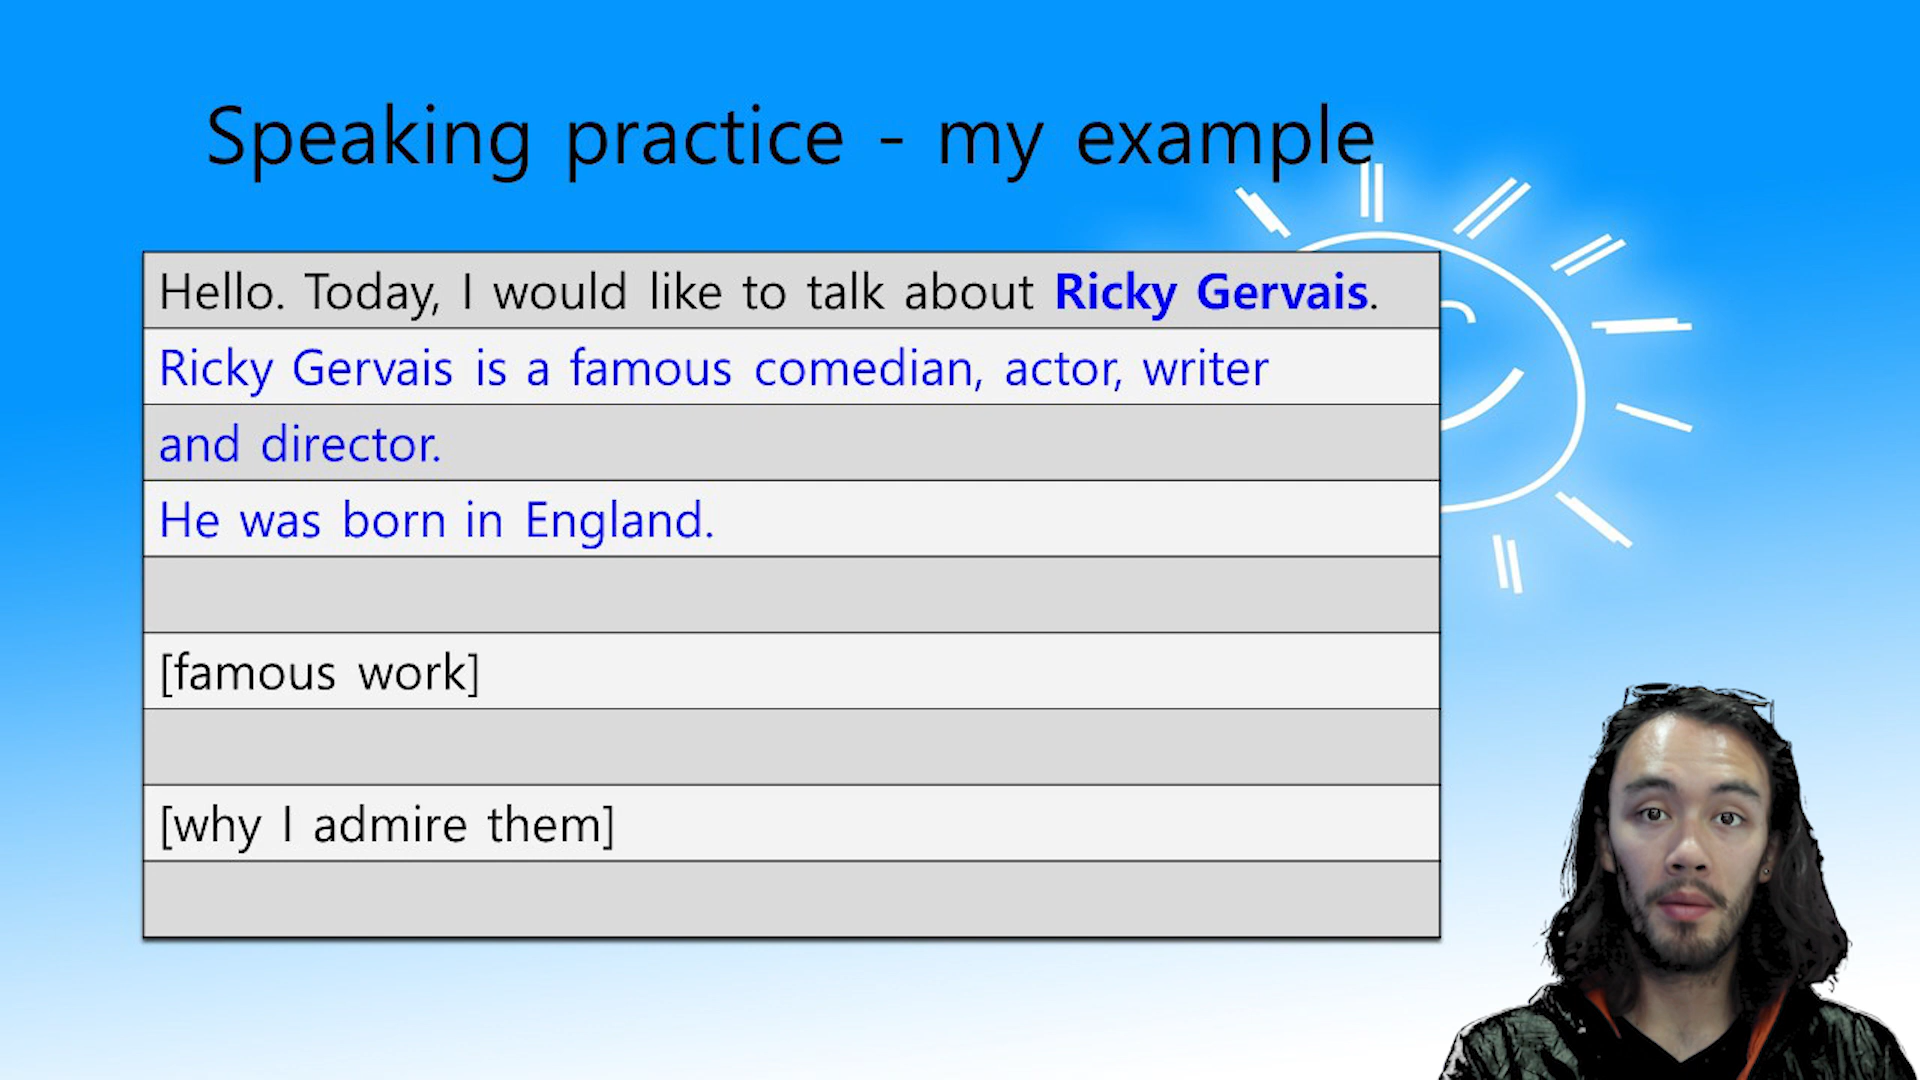 Speaking practice - my example
Hello. Today, I would like to talk about Ricky Gervais.
Ricky Gervais is a famous comedian, actor, writer
and director.
He was born in England.
[famous work]
[why I admire them]